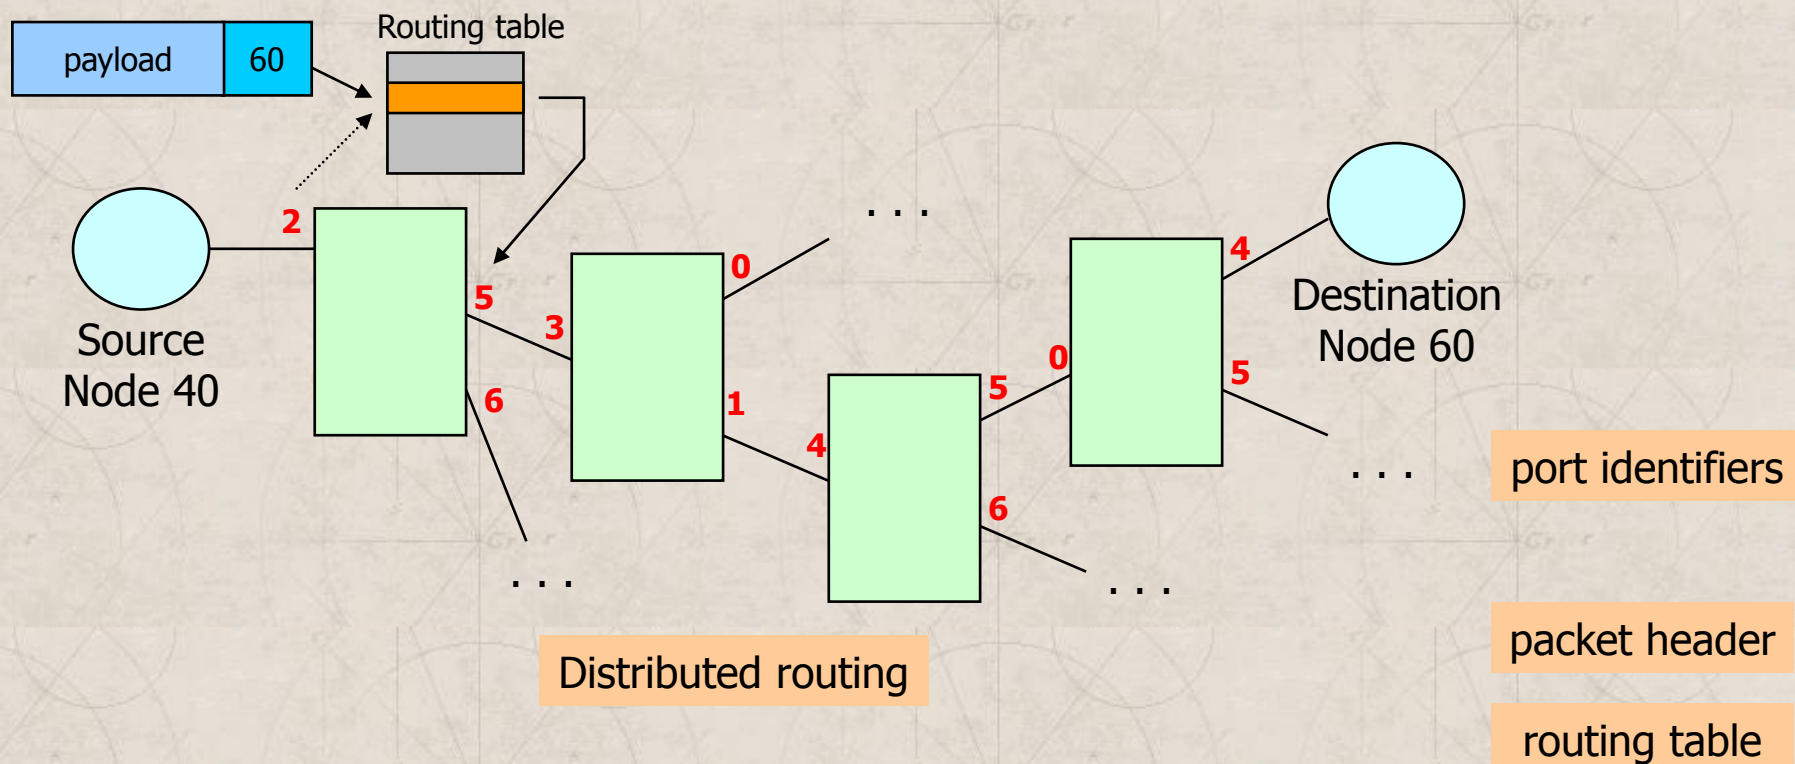 Routing table
payload 60
2
. . .
0
4
5
3
Source
Node 40
Destination
Node 60
6
1
5
0
5
4
. . .
port identifiers
6
. . .
. . .
packet header
Distributed routing
routing table